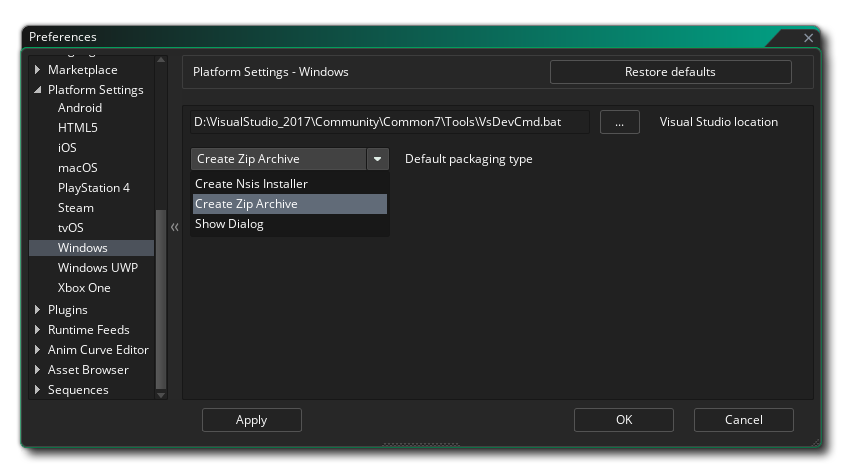 Preferences
Marketplace
Platform Settings
Android
HTML5
iOS
macOS
PlayStation 4
Steam
tvOS
Windows
Windows UWP
Xbox One
Plugins
Runtime Feeds
Anim Curve Editor
Asset Browser
Sequences
Platform Settings - Windows
Restore defaults
D:\VisualStudio_2017\Community\Common7\Tools\VsDevCmd.bat
...
Visual Studio location
Create Zip Archive
Default packaging type
Create Nsis Installer
Create Zip Archive
Show Dialog
Apply
OK
Cancel